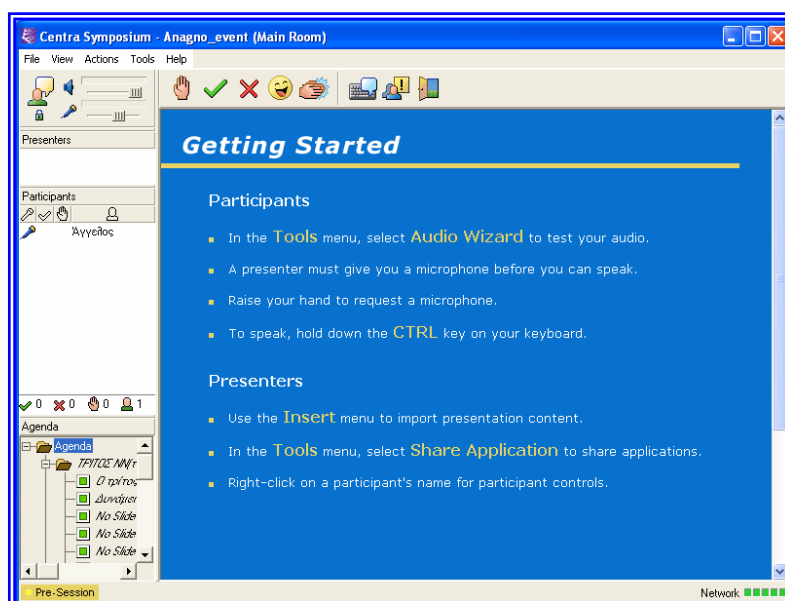 Centra Symposium - Anagno_event (Main Room)
File View Actions Tools Help
Presenters
Participants
Άγγελος
0 0 0 1
Agenda
Agenda
ΤΡΙΤΟΣ ΝΝ/τ
Ο τρίτος
Δυνάμει
No Slide
No Slide
No Slide
Pre-Session
Getting Started
Participants
In the Tools menu, select Audio Wizard to test your audio.
A presenter must give you a microphone before you can speak.
Raise your hand to request a microphone.
To speak, hold down the CTRL key on your keyboard.
Presenters
Use the Insert menu to import presentation content.
In the Tools menu, select Share Application to share applications.
Right-click on a participant's name for participant controls.
Network